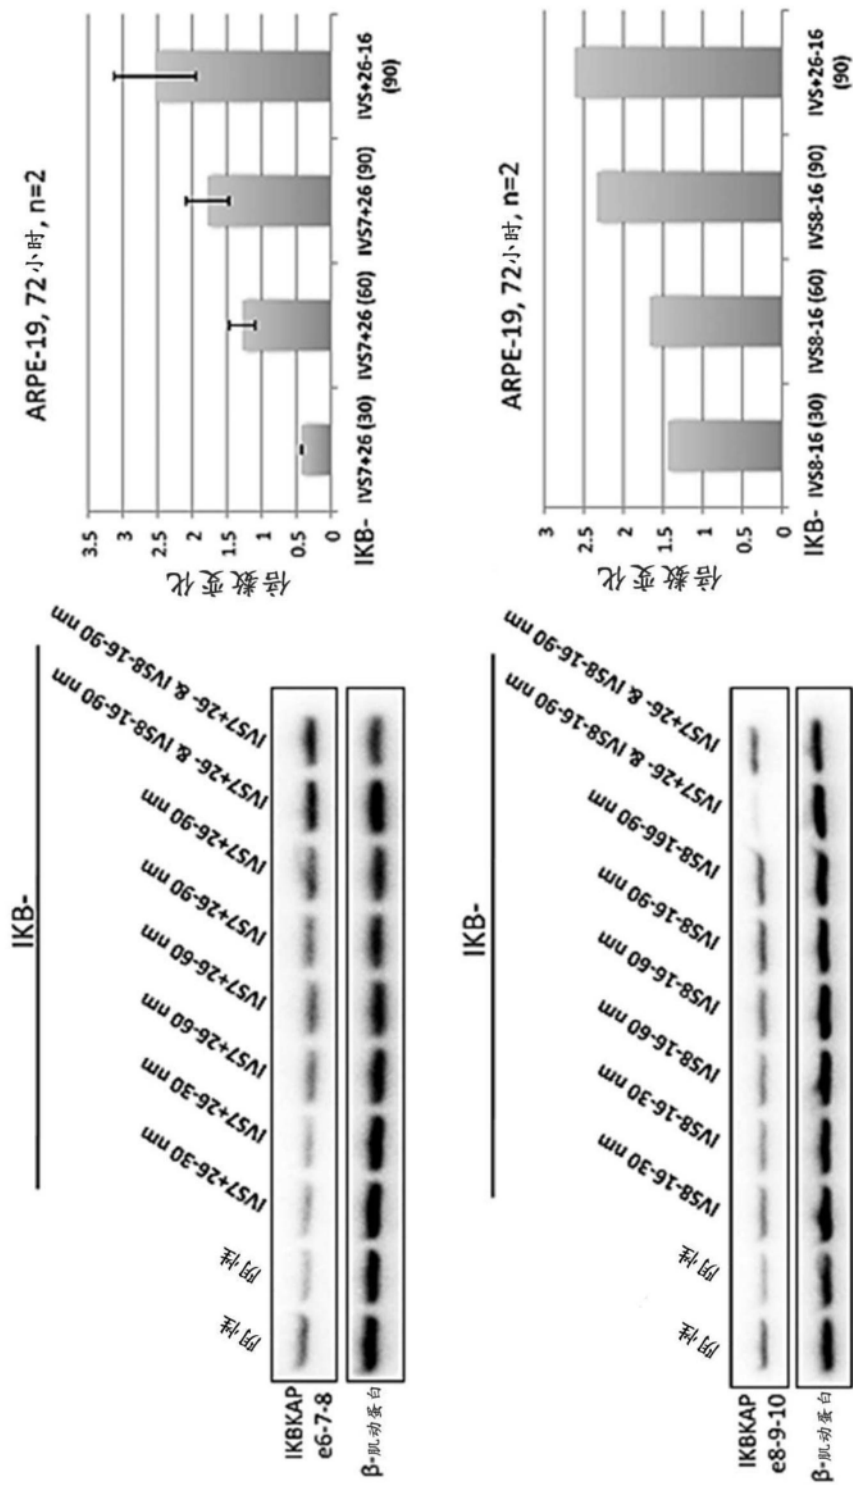 IKB-
阴性
阴性
IVS7+26-30 nm
IVS7+26-30 nm
IVS7+26-60 nm
IVS7+26-60 nm
IVS7+26-90 nm
IVS7+26-90 nm
IVS7+26- & IVS8-16-90 nm
IVS7+26- & IVS8-16-90 nm
IKBKAP
e6-7-8
β-肌动蛋白
ARPE-19, 72小时, n=2
倍数变化
3.5
3
2.5
2
1.5
1
0.5
0
IKB-
IVS7+26 (30)
IVS7+26 (60)
IVS7+26 (90)
IVS+26-16
(90)
IKB-
阴性
阴性
IVS8-16-30 nm
IVS8-16-30 nm
IVS8-16-60 nm
IVS8-16-60 nm
IVS8-16-90 nm
IVS8-166-90 nm
IVS7+26- & IVS8-16-90 nm
IVS7+26- & IVS8-16-90 nm
IKBKAP
e8-9-10
β-肌动蛋白
ARPE-19, 72小时, n=2
倍数变化
3
2.5
2
1.5
1
0.5
0
IKB-
IVS8-16 (30)
IVS8-16 (60)
IVS8-16 (90)
IVS+26-16
(90)